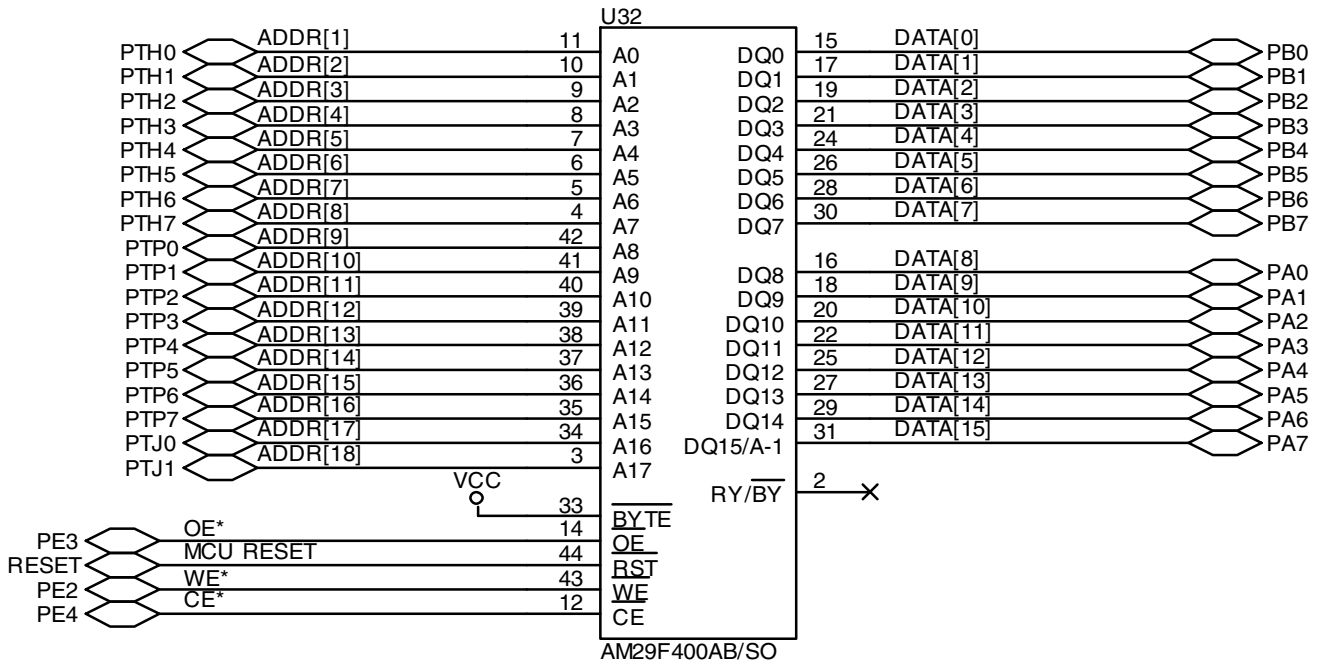 U32
PTH0 ADDR[1] 11 A0 DQ0 15 DATA[0] PB0
PTH1 ADDR[2] 10 A1 DQ1 17 DATA[1] PB1
PTH2 ADDR[3] 9 A2 DQ2 19 DATA[2] PB2
PTH3 ADDR[4] 8 A3 DQ3 21 DATA[3] PB3
PTH4 ADDR[5] 7 A4 DQ4 24 DATA[4] PB4
PTH5 ADDR[6] 6 A5 DQ5 26 DATA[5] PB5
PTH6 ADDR[7] 5 A6 DQ6 28 DATA[6] PB6
PTH7 ADDR[8] 4 A7 DQ7 30 DATA[7] PB7
PTP0 ADDR[9] 42 A8
PTP1 ADDR[10] 41 A9 DQ8 16 DATA[8] PA0
PTP2 ADDR[11] 40 A10 DQ9 18 DATA[9] PA1
PTP3 ADDR[12] 39 A11 DQ10 20 DATA[10] PA2
PTP4 ADDR[13] 38 A12 DQ11 22 DATA[11] PA3
PTP5 ADDR[14] 37 A13 DQ12 25 DATA[12] PA4
PTP6 ADDR[15] 36 A14 DQ13 27 DATA[13] PA5
PTP7 ADDR[16] 35 A15 DQ14 29 DATA[14] PA6
PTJ0 ADDR[17] 34 A16 DQ15/A-1 31 DATA[15] PA7
PTJ1 ADDR[18] 3 A17
RY/BY 2
VCC 33 BYTE
PE3 OE* 14 OE
RESET MCU RESET 44 RST
PE2 WE* 43 WE
PE4 CE* 12 CE
AM29F400AB/SO